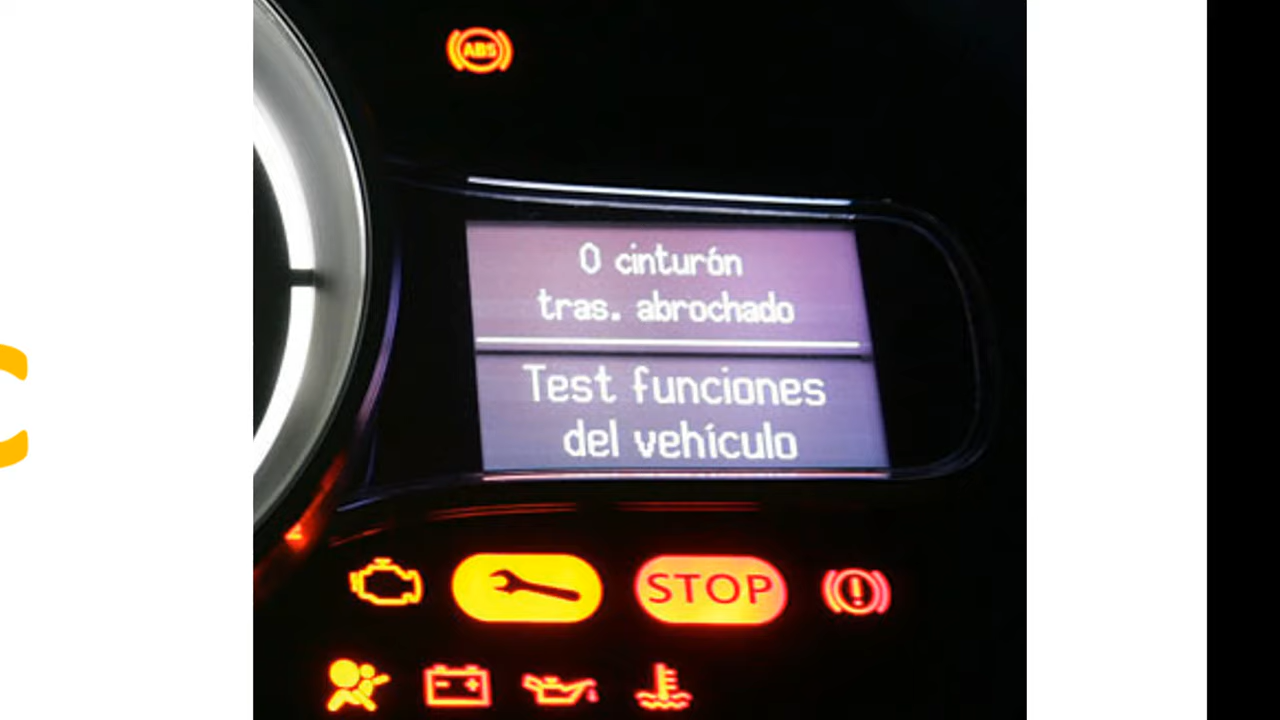 ABS
0 cinturón
tras. abrochado
Test funciones
del vehículo
STOP